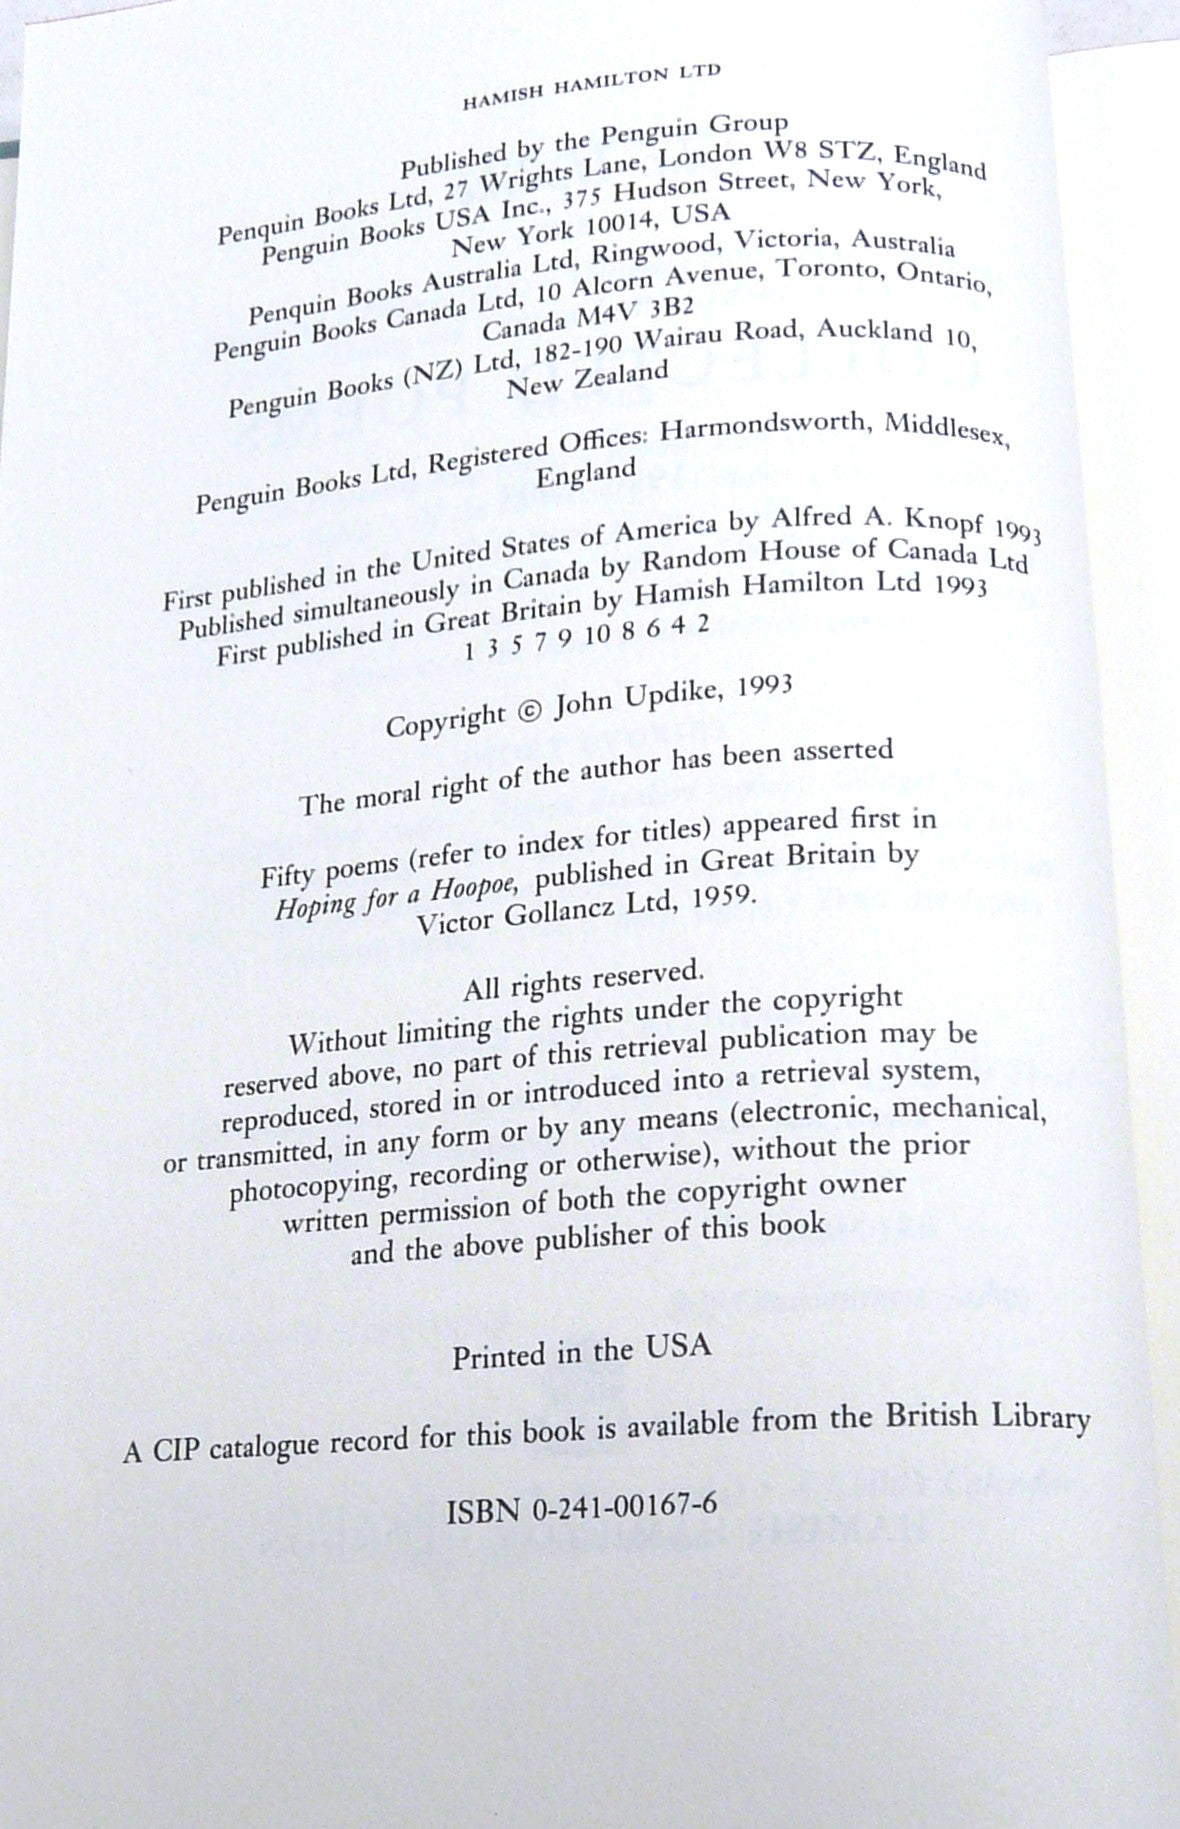 HAMISH HAMILTON LTD
Published by the Penguin Group
Penquin Books Ltd, 27 Wrights Lane, London W8 STZ, England
Penguin Books USA Inc., 375 Hudson Street, New York,
New York 10014, USA
Penquin Books Australia Ltd, Ringwood, Victoria, Australia
Penguin Books Canada Ltd, 10 Alcorn Avenue, Toronto, Ontario,
Canada M4V 3B2
Penguin Books (NZ) Ltd, 182-190 Wairau Road, Auckland 10,
New Zealand
Penguin Books Ltd, Registered Offices: Harmondsworth, Middlesex,
England
First published in the United States of America by Alfred A. Knopf 1993
Published simultaneously in Canada by Random House of Canada Ltd
First published in Great Britain by Hamish Hamilton Ltd 1993
1 3 5 7 9 10 8 6 4 2
Copyright © John Updike, 1993
The moral right of the author has been asserted
Fifty poems (refer to index for titles) appeared first in
Hoping for a Hoopoe, published in Great Britain by
Victor Gollancz Ltd, 1959.
All rights reserved.
Without limiting the rights under the copyright
reserved above, no part of this retrieval publication may be
reproduced, stored in or introduced into a retrieval system,
or transmitted, in any form or by any means (electronic, mechanical,
photocopying, recording or otherwise), without the prior
written permission of both the copyright owner
and the above publisher of this book
Printed in the USA
A CIP catalogue record for this book is available from the British Library
ISBN 0-241-00167-6